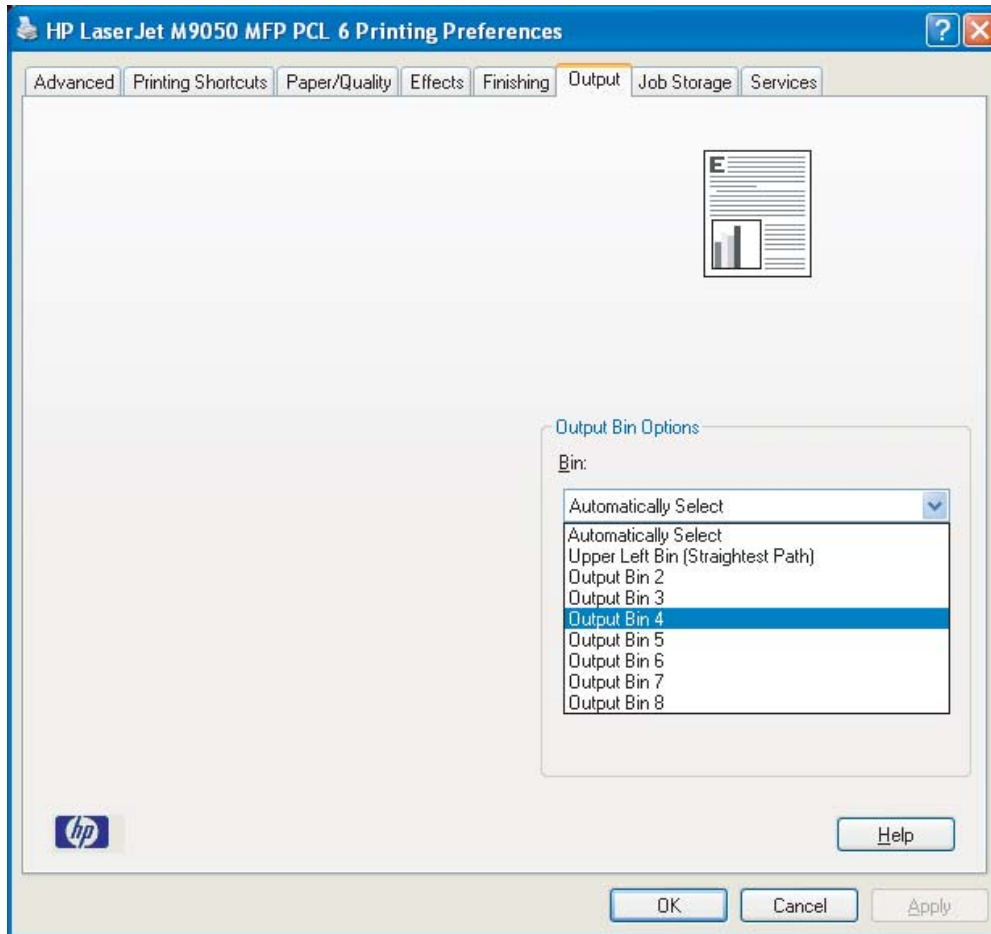 HP LaserJet M9050 MFP PCL 6 Printing Preferences
Advanced Printing Shortcuts Paper/Quality Effects Finishing Output Job Storage Services
E
Output Bin Options
Bin:
Automatically Select
Automatically Select
Upper Left Bin (Straightest Path)
Output Bin 2
Output Bin 3
Output Bin 4
Output Bin 5
Output Bin 6
Output Bin 7
Output Bin 8
hp
Help
OK Cancel Apply